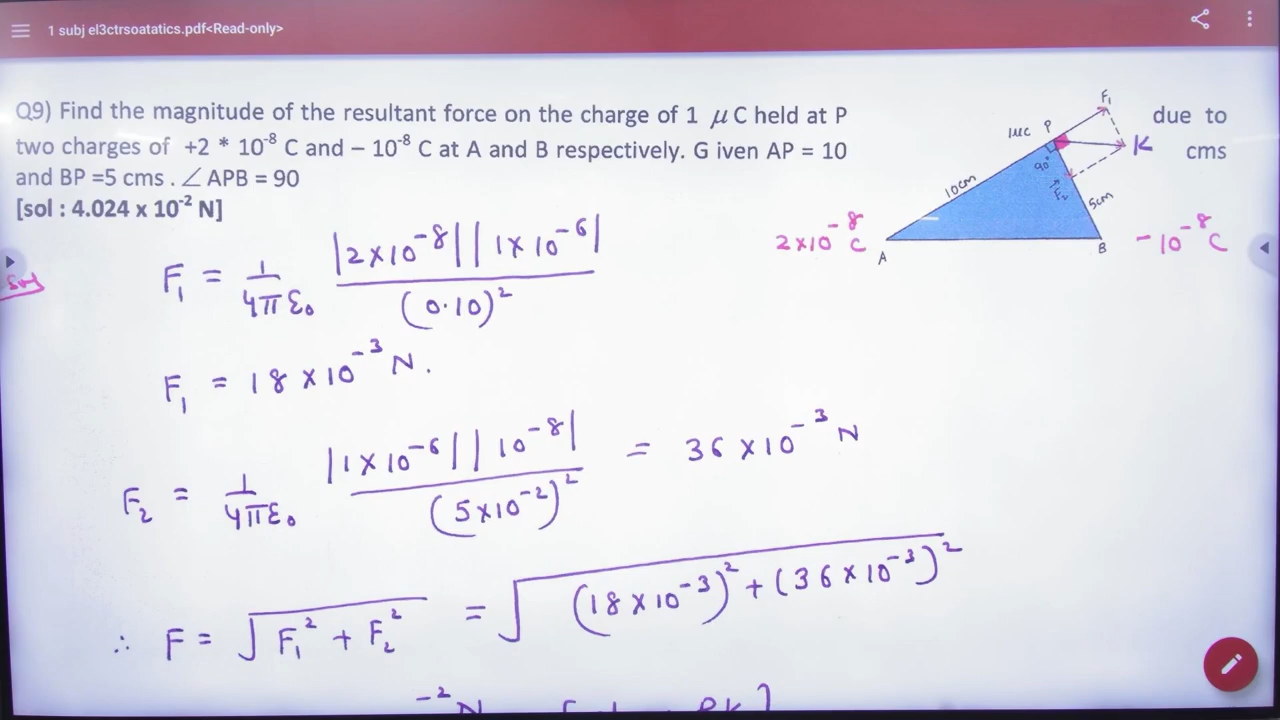 1 subj el3ctrsoatatics.pdf<Read-only>
Q9) Find the magnitude of the resultant force on the charge of 1 μC held at P due to
two charges of +2 * 10⁻⁸ C and – 10⁻⁸ C at A and B respectively. G iven AP = 10 cms
and BP =5 cms . ∠ APB = 90
[sol : 4.024 x 10⁻² N]
1μc P F₁ K
90°
10cm F₂ 5cm
2×10⁻⁸ C A B -10⁻⁸ C
Sol
F₁ = 1/4πε₀ |2×10⁻⁸||1×10⁻⁶|/(0.10)²
F₁ = 18×10⁻³ N.
F₂ = 1/4πε₀ |1×10⁻⁶||10⁻⁸|/(5×10⁻²)² = 36×10⁻³ N
∴ F = √F₁² + F₂² = √(18×10⁻³)² + (36×10⁻³)²